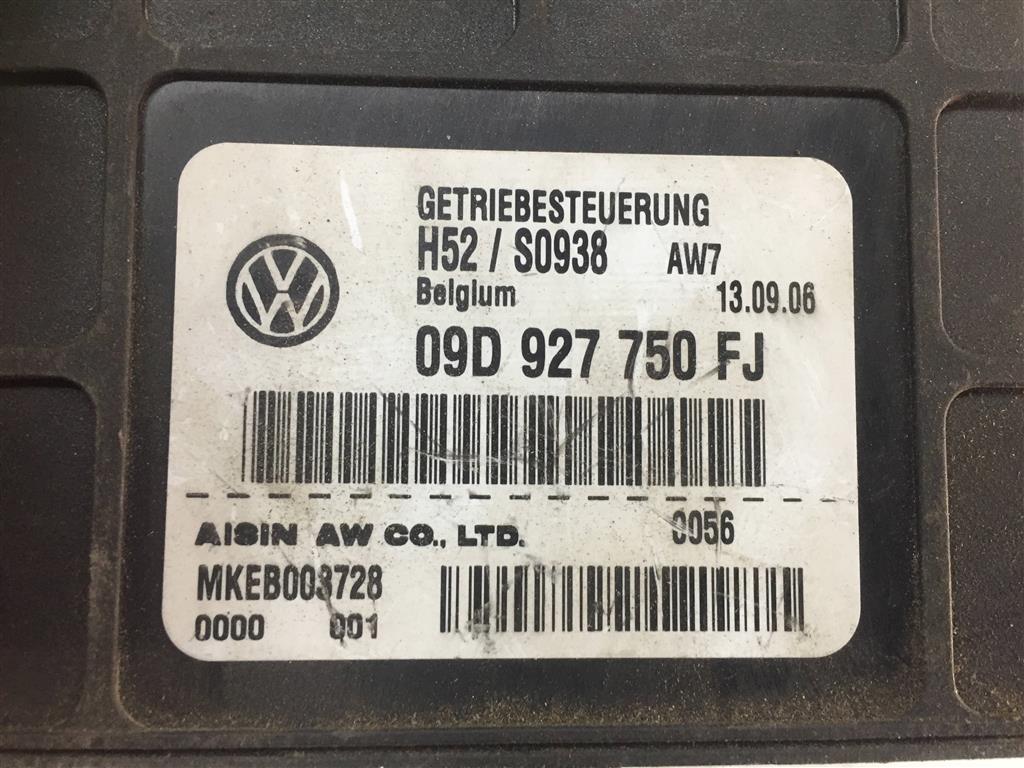 GETRIEBESTEUERUNG
H52 / S0938 AW7
Belgium 13.09.06
09D 927 750 FJ
AISIN AW CO., LTD. 0056
MKEB003728
0000 001